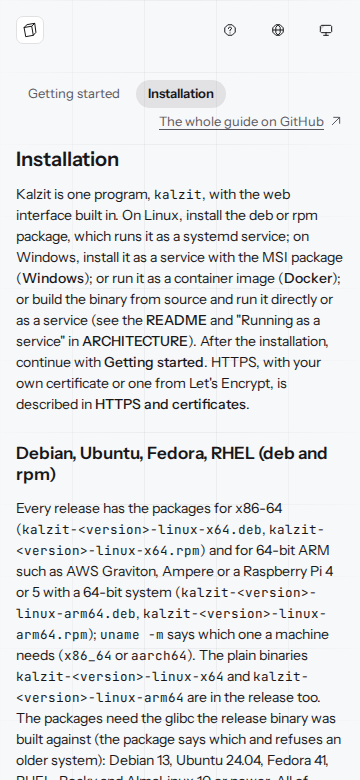 Getting started
Installation
The whole guide on GitHub
Installation
Kalzit is one program, kalzit, with the web
interface built in. On Linux, install the deb or rpm
package, which runs it as a systemd service; on
Windows, install it as a service with the MSI package
(Windows); or run it as a container image (Docker);
or build the binary from source and run it directly or
as a service (see the README and "Running as a
service" in ARCHITECTURE). After the installation,
continue with Getting started. HTTPS, with your
own certificate or one from Let's Encrypt, is
described in HTTPS and certificates.
Debian, Ubuntu, Fedora, RHEL (deb and
rpm)
Every release has the packages for x86-64
(kalzit-<version>-linux-x64.deb, kalzit-
<version>-linux-x64.rpm) and for 64-bit ARM
such as AWS Graviton, Ampere or a Raspberry Pi 4
or 5 with a 64-bit system (kalzit-<version>-
linux-arm64.deb, kalzit-<version>-linux-
arm64.rpm); uname -m says which one a machine
needs (x86_64 or aarch64). The plain binaries
kalzit-<version>-linux-x64 and kalzit-
<version>-linux-arm64 are in the release too.
The packages need the glibc the release binary was
built against (the package says which and refuses an
older system): Debian 13, Ubuntu 24.04, Fedora 41,
RHEL, Rocky and AlmaLinux 10 or newer. All of